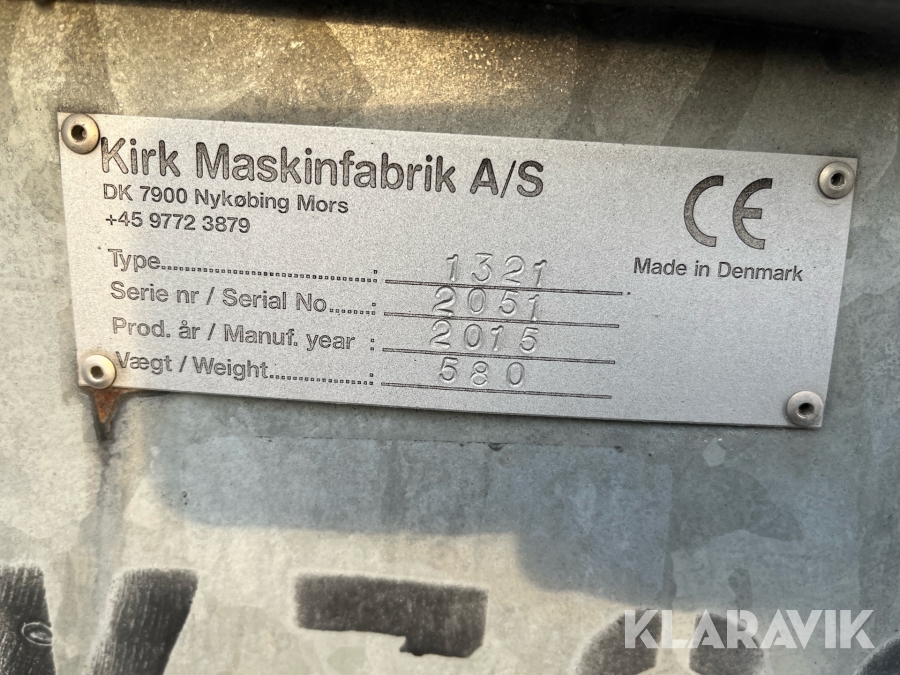 Kirk Maskinfabrik A/S
DK 7900 Nykøbing Mors
+45 9772 3879
CE
Made in Denmark
Type..............................: 1321
Serie nr / Serial No.......: 2051
Prod. år / Manuf. year : 2015
Vægt / Weight..............: 580
KLARAVIK